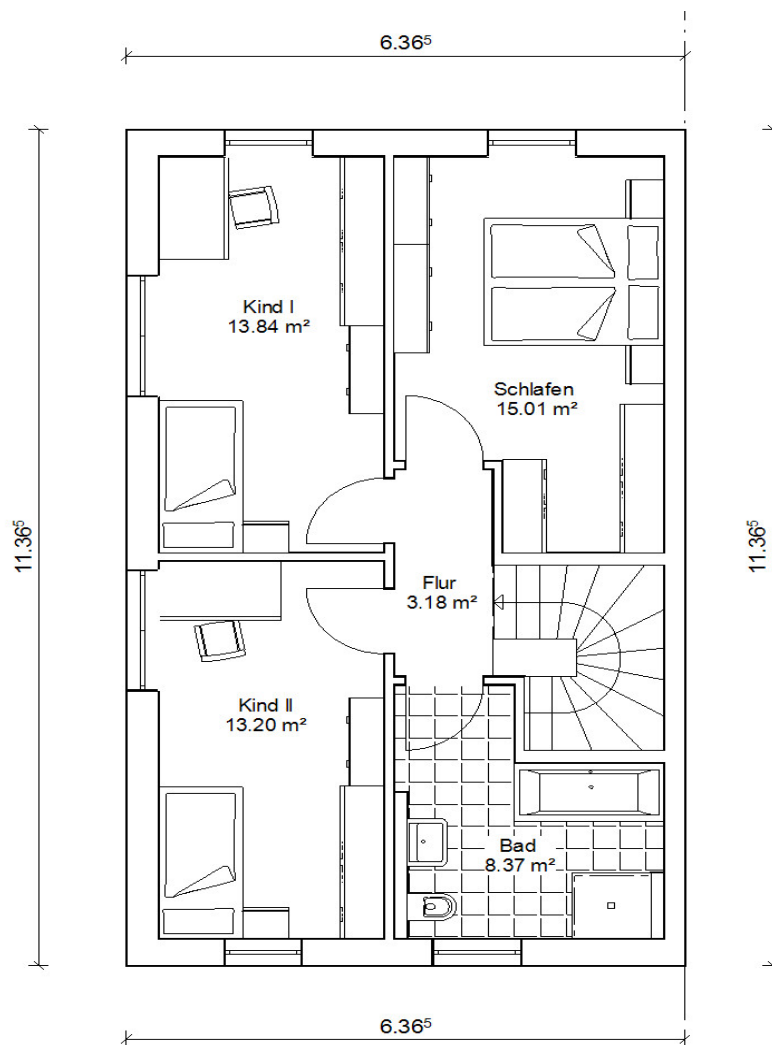 6.36⁵
Kind I
13.84 m²
Schlafen
15.01 m²
11.36⁵
11.36⁵
Flur
3.18 m²
Kind II
13.20 m²
Bad
8.37 m²
6.36⁵